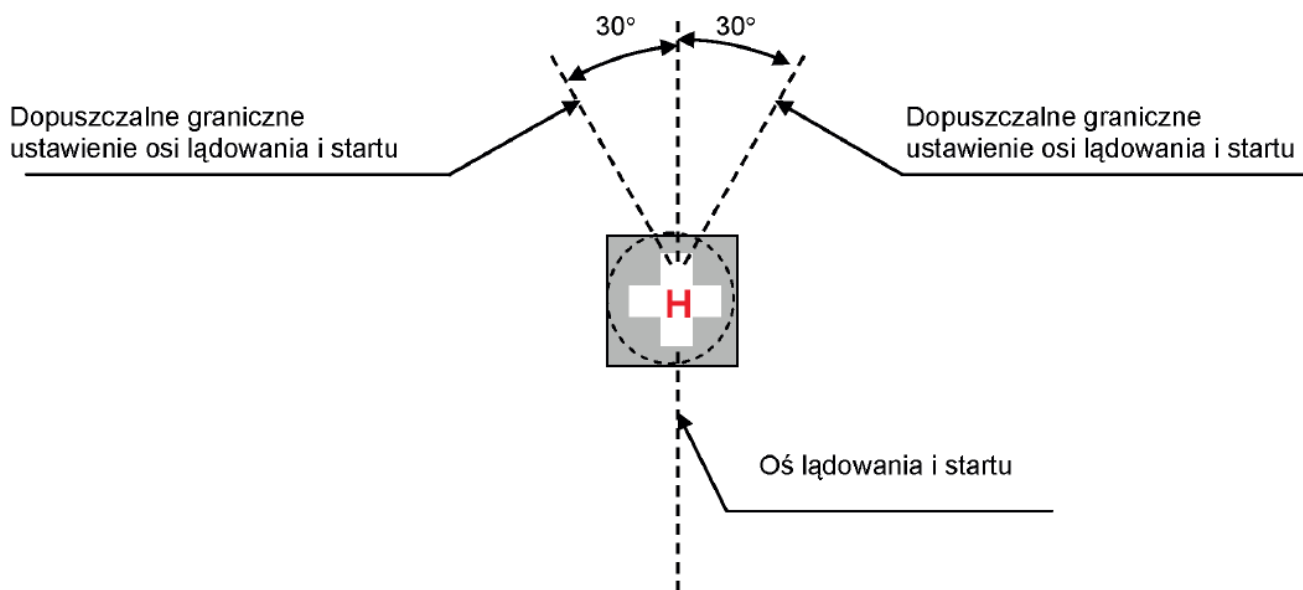 30°
30°
Dopuszczalne graniczne
ustawienie osi lądowania i startu
Dopuszczalne graniczne
ustawienie osi lądowania i startu
H
Oś lądowania i startu